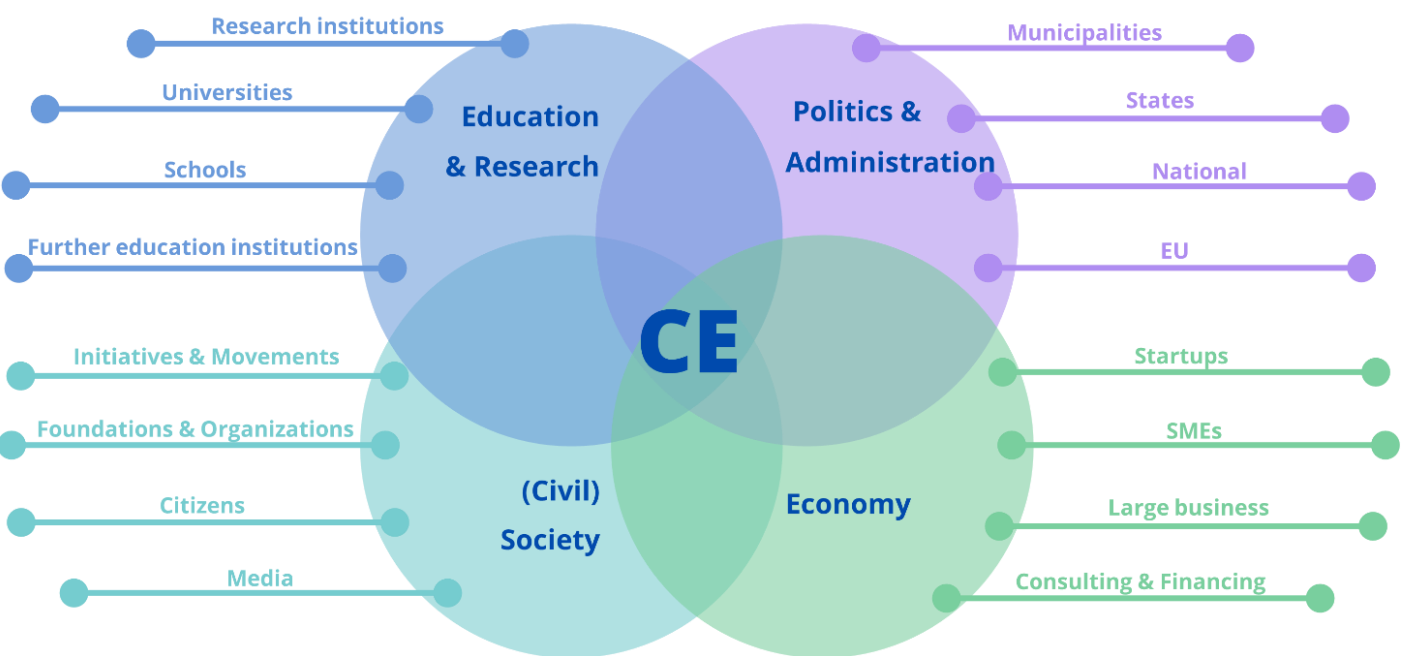 Research institutions
Universities
Schools
Further education institutions
Education
& Research
Politics &
Administration
Municipalities
States
National
EU
CE
Initiatives & Movements
Foundations & Organizations
Citizens
Media
(Civil)
Society
Economy
Startups
SMEs
Large business
Consulting & Financing